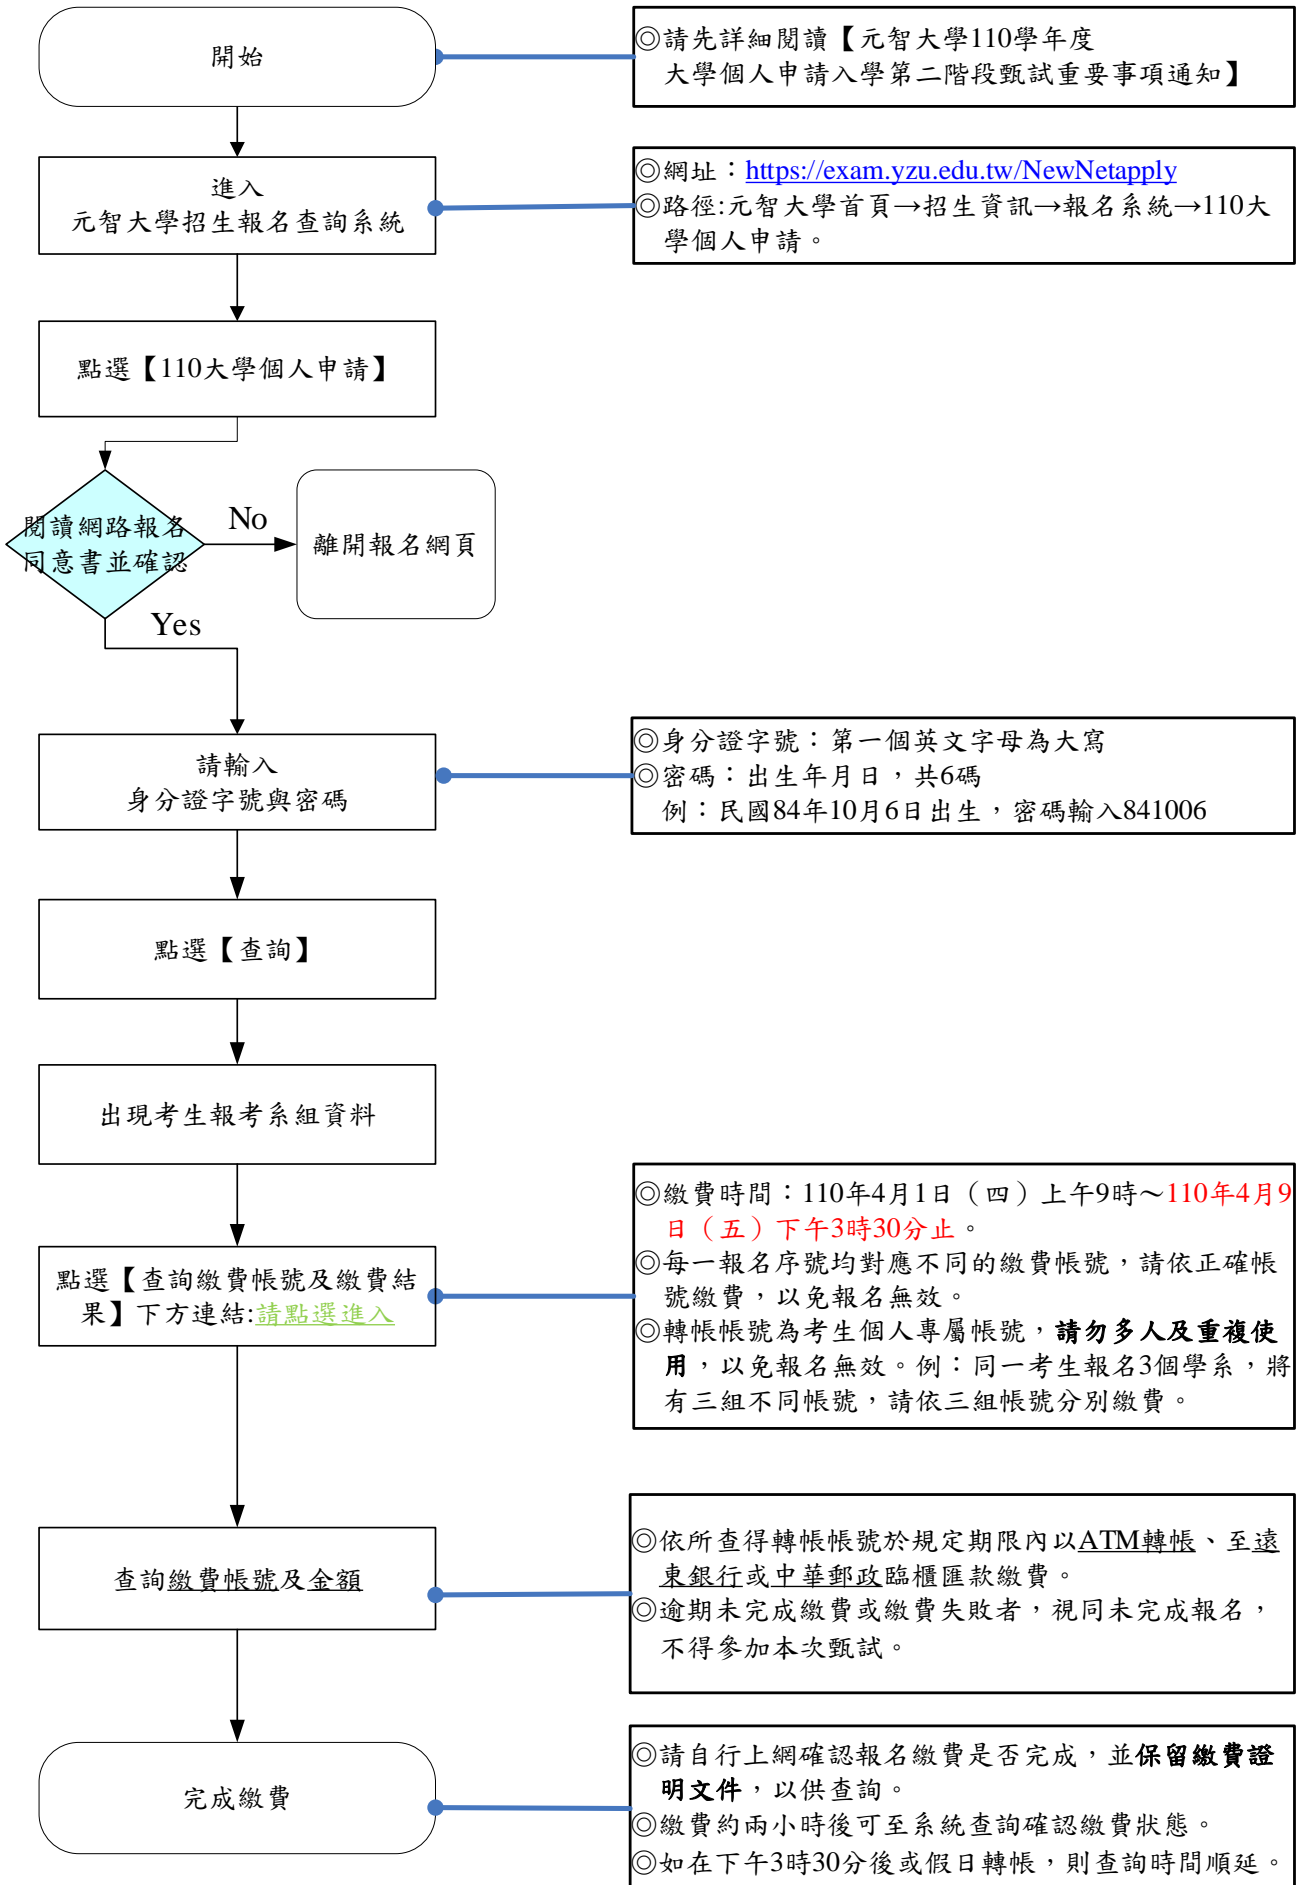 開始
◎請先詳細閱讀【元智大學110學年度
大學個人申請入學第二階段甄試重要事項通知】
進入
元智大學招生報名查詢系統
◎網址：https://exam.yzu.edu.tw/NewNetapply
◎路徑:元智大學首頁→招生資訊→報名系統→110大
學個人申請。
點選【110大學個人申請】
閱讀網路報名
同意書並確認
No
離開報名網頁
Yes
請輸入
身分證字號與密碼
◎身分證字號：第一個英文字母為大寫
◎密碼：出生年月日，共6碼
例：民國84年10月6日出生，密碼輸入841006
點選【查詢】
出現考生報考系組資料
點選【查詢繳費帳號及繳費結
果】下方連結:請點選進入
◎繳費時間：110年4月1日（四）上午9時～110年4月9
日（五）下午3時30分止。
◎每一報名序號均對應不同的繳費帳號，請依正確帳
號繳費，以免報名無效。
◎轉帳帳號為考生個人專屬帳號，請勿多人及重複使
用，以免報名無效。例：同一考生報名3個學系，將
有三組不同帳號，請依三組帳號分別繳費。
查詢繳費帳號及金額
◎依所查得轉帳帳號於規定期限內以ATM轉帳、至遠
東銀行或中華郵政臨櫃匯款繳費。
◎逾期未完成繳費或繳費失敗者，視同未完成報名，
不得參加本次甄試。
完成繳費
◎請自行上網確認報名繳費是否完成，並保留繳費證
明文件，以供查詢。
◎繳費約兩小時後可至系統查詢確認繳費狀態。
◎如在下午3時30分後或假日轉帳，則查詢時間順延。